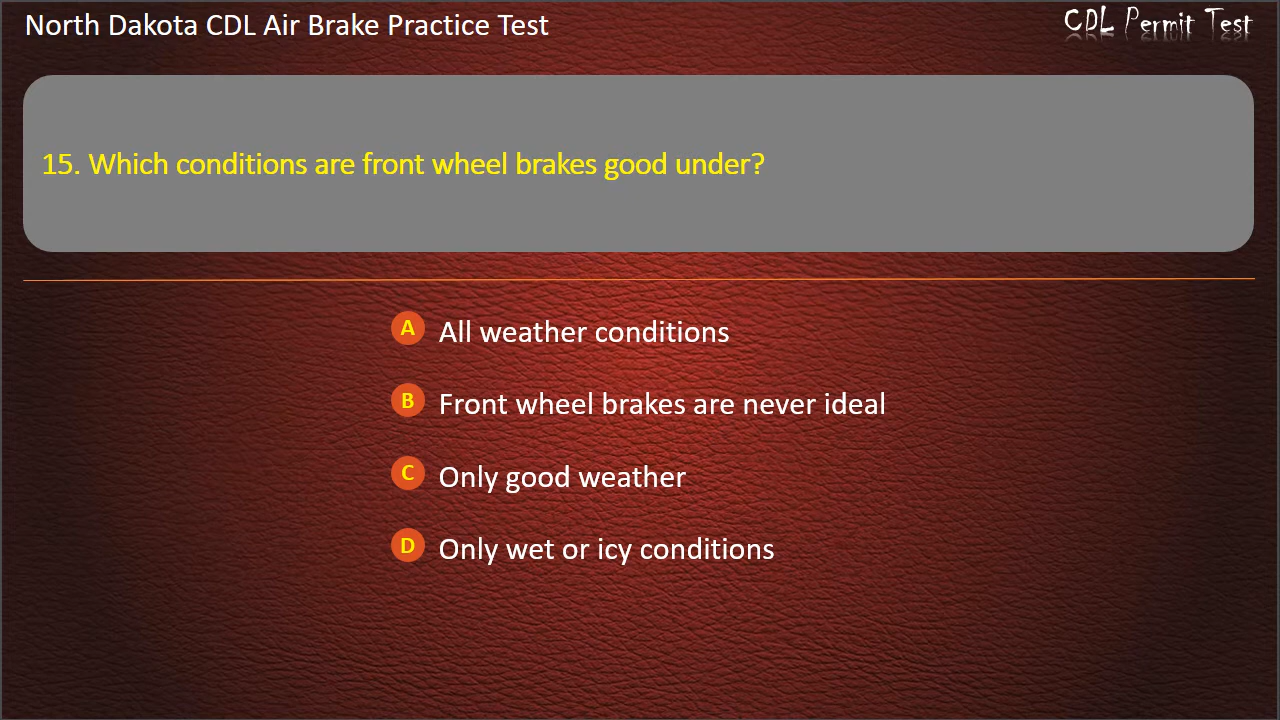 North Dakota CDL Air Brake Practice Test
CDL Permit Test
15. Which conditions are front wheel brakes good under?
A All weather conditions
B Front wheel brakes are never ideal
C Only good weather
D Only wet or icy conditions